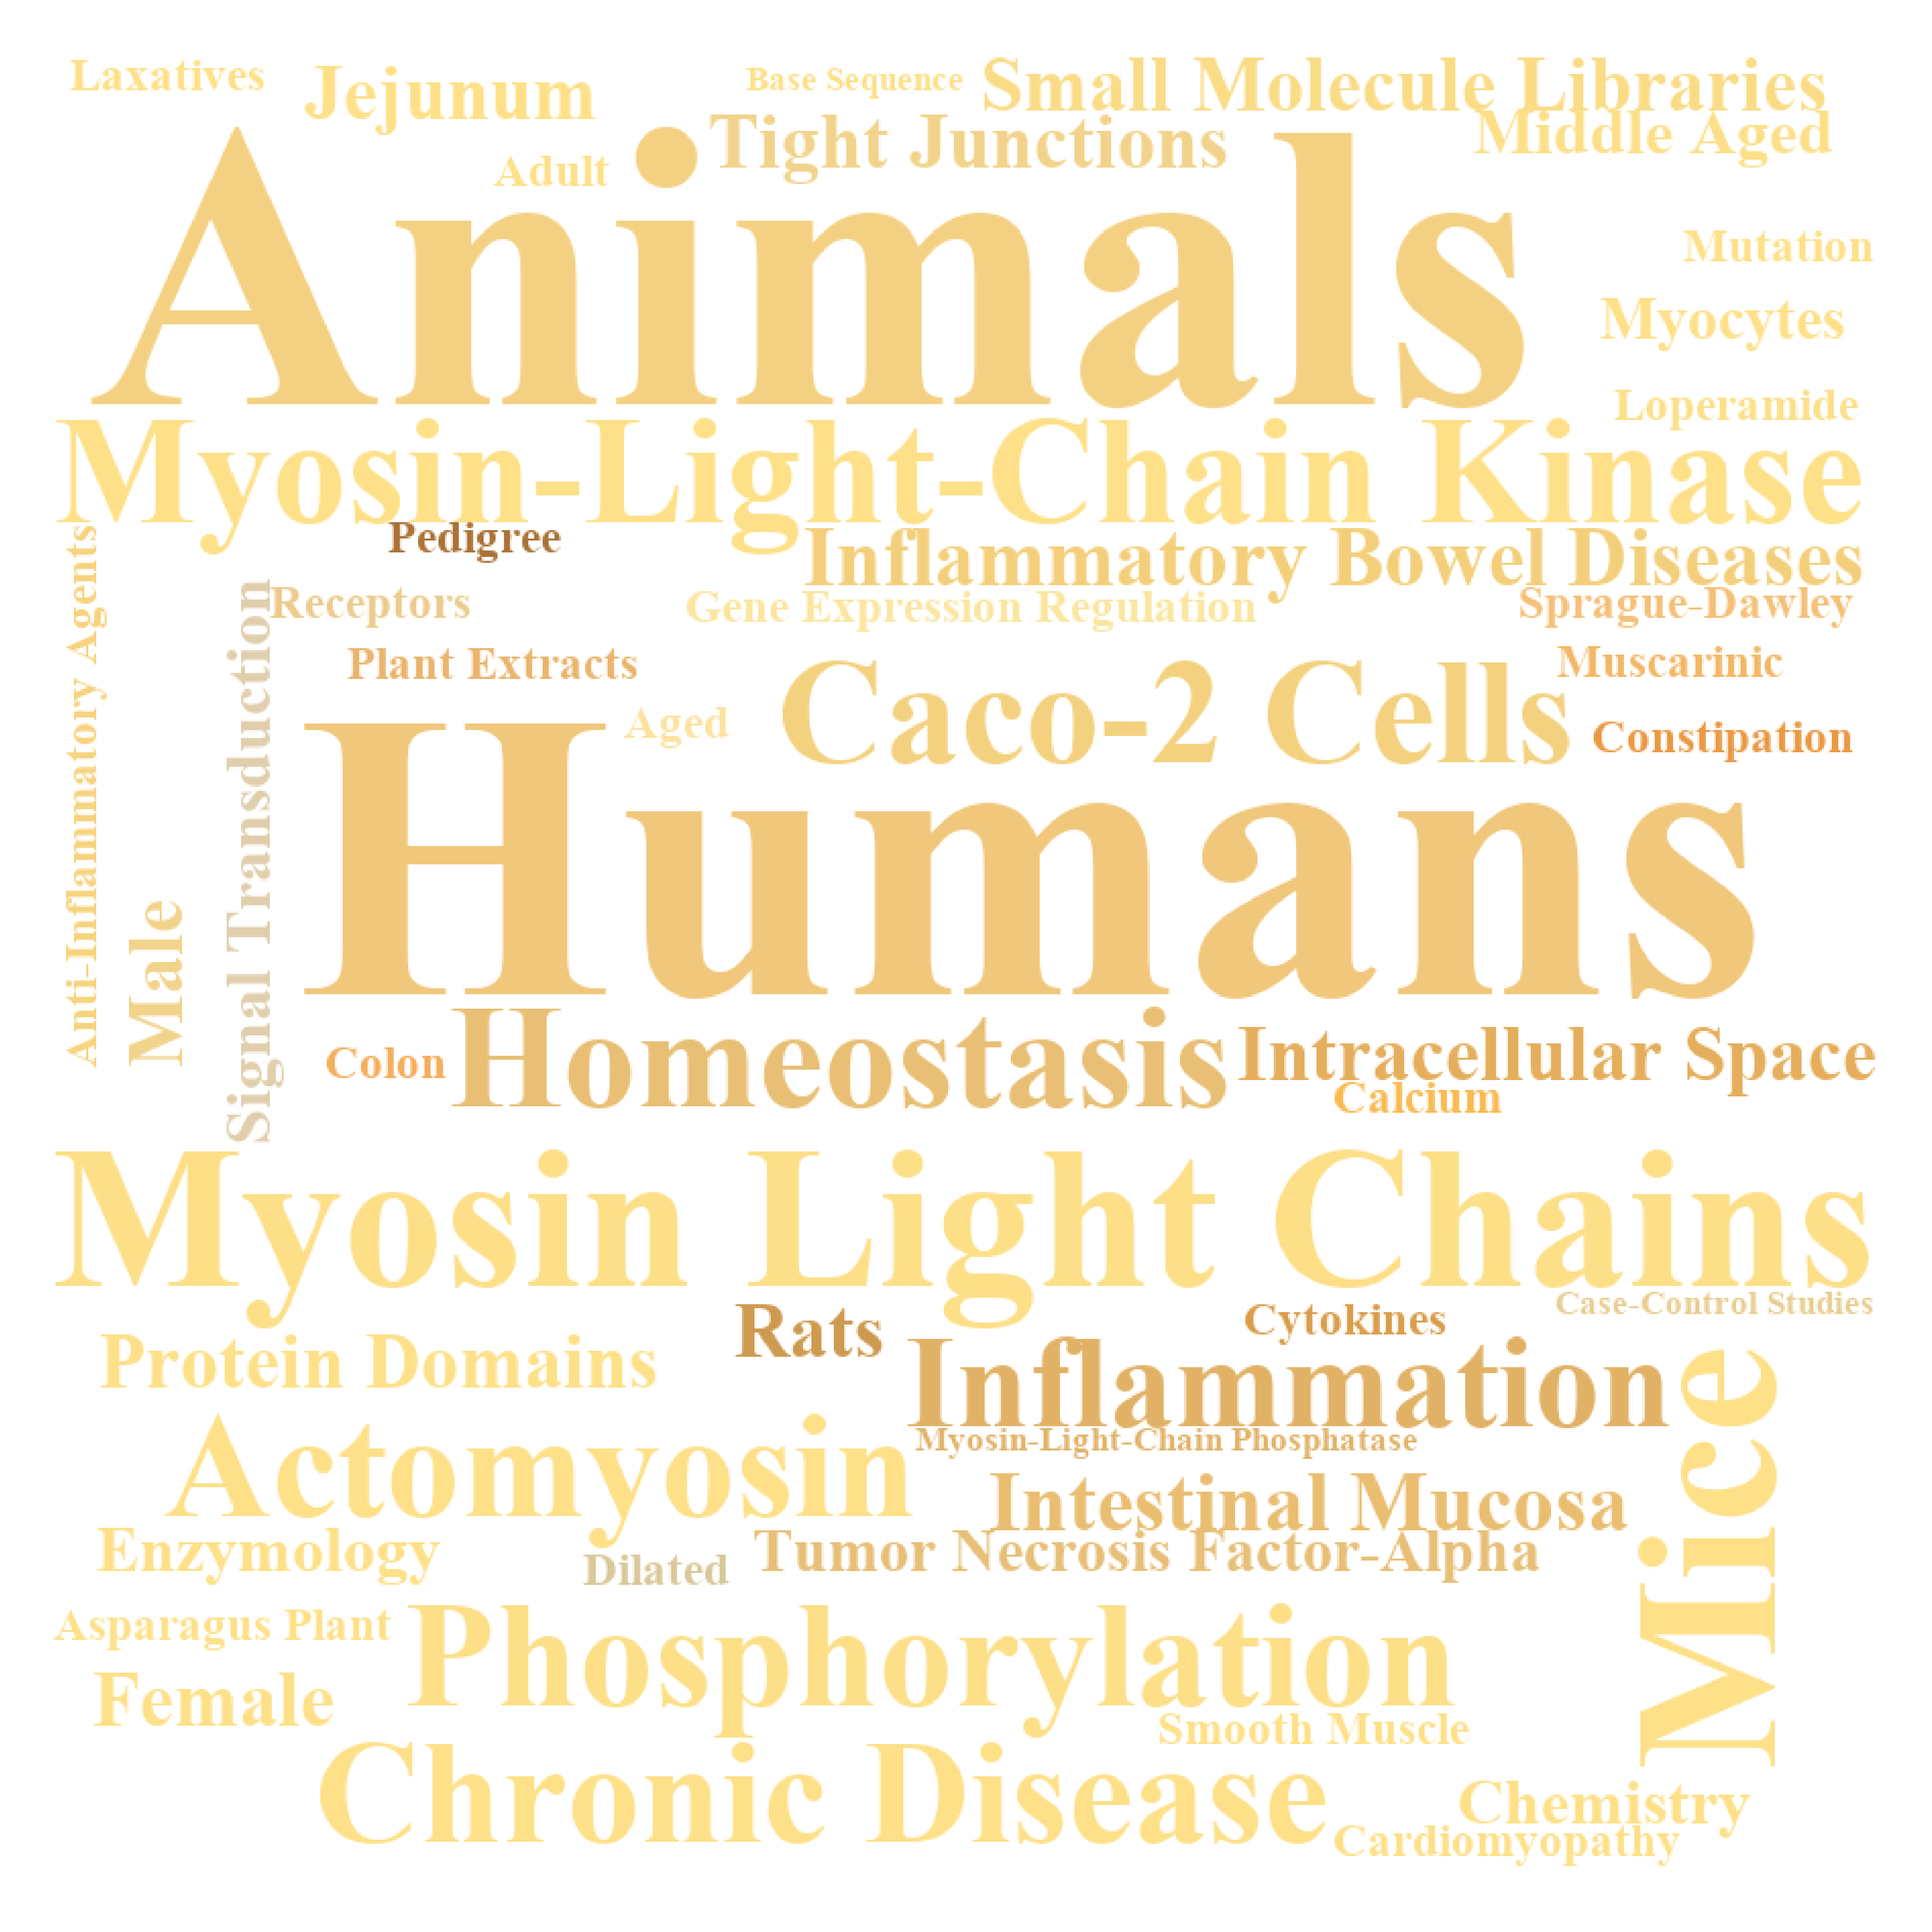 Laxatives
Jejunum
Base Sequence
Small Molecule Libraries
Adult
Tight Junctions
Middle Aged
Animals
Mutation
Myocytes
Loperamide
Myosin-Light-Chain Kinase
Pedigree
Inflammatory Bowel Diseases
Anti-Inflammatory Agents
Receptors
Gene Expression Regulation
Sprague-Dawley
Signal Transduction
Plant Extracts
Muscarinic
Aged
Caco-2 Cells
Constipation
Humans
Male
Colon
Homeostasis
Intracellular Space
Calcium
Myosin Light Chains
Case-Control Studies
Rats
Cytokines
Protein Domains
Inflammation
Mice
Actomyosin
Myosin-Light-Chain Phosphatase
Intestinal Mucosa
Enzymology
Dilated
Tumor Necrosis Factor-Alpha
Asparagus Plant
Phosphorylation
Female
Smooth Muscle
Chronic Disease
Chemistry
Cardiomyopathy